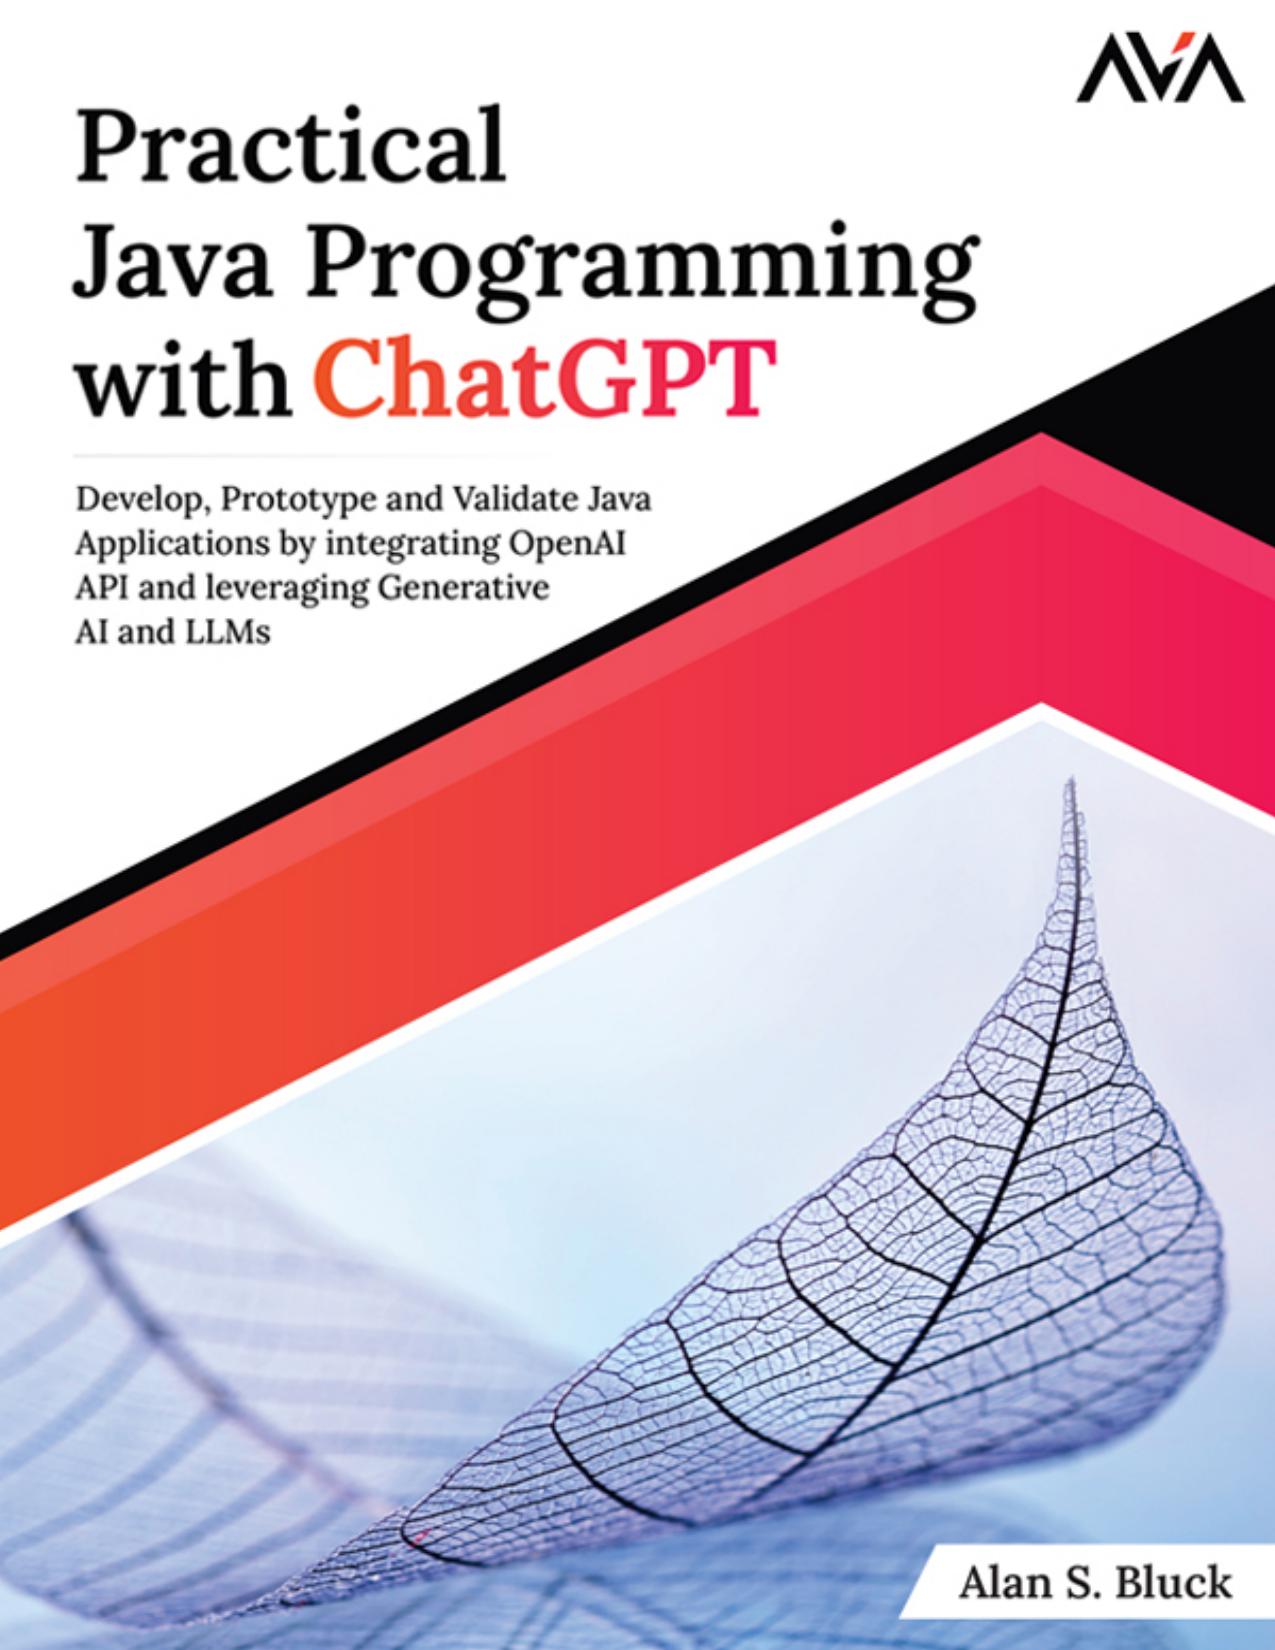 AVA
Practical
Java Programming
with ChatGPT
Develop, Prototype and Validate Java
Applications by integrating OpenAI
API and leveraging Generative
AI and LLMs
Alan S. Bluck